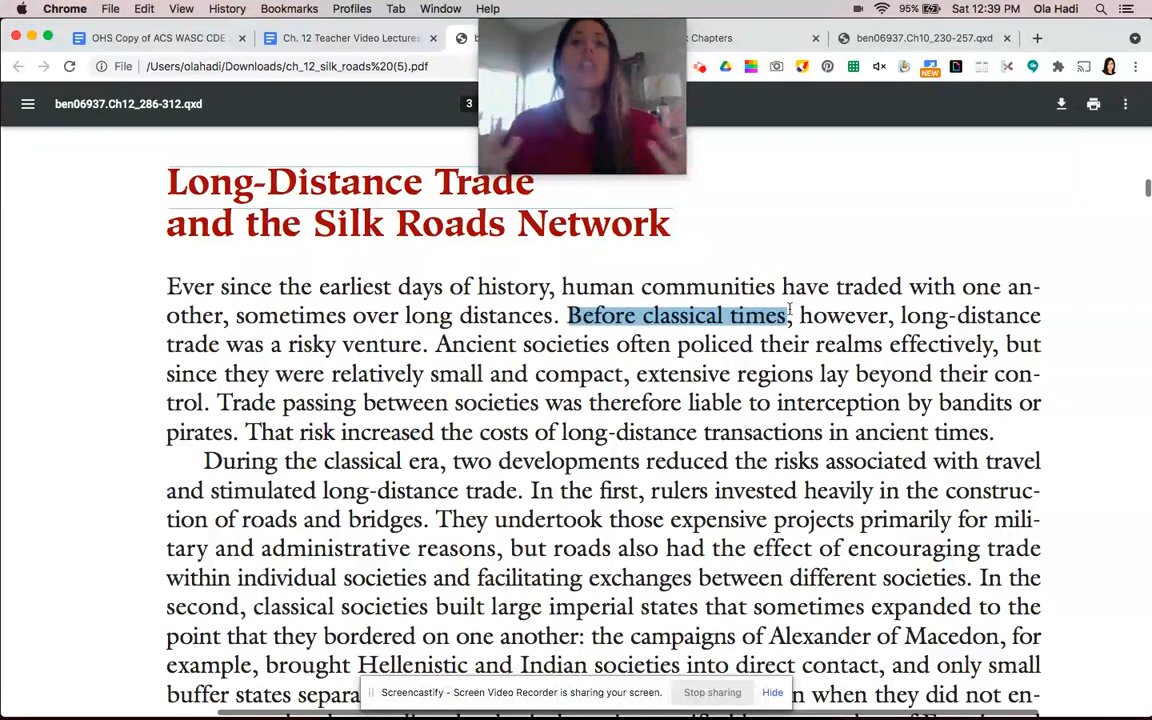 Chrome File Edit View History Bookmarks Profiles Tab Window Help 95% Sat 12:39 PM Ola Hadi
OHS Copy of ACS WASC CDE Ch. 12 Teacher Video Lectures Chapters ben06937.Ch10_230-257.qxd
File /Users/olahadi/Downloads/ch_12_silk_roads%20(5).pdf NEW
ben06937.Ch12_286-312.qxd 3
Long-Distance Trade
and the Silk Roads Network
Ever since the earliest days of history, human communities have traded with one an-
other, sometimes over long distances. Before classical times, however, long-distance
trade was a risky venture. Ancient societies often policed their realms effectively, but
since they were relatively small and compact, extensive regions lay beyond their con-
trol. Trade passing between societies was therefore liable to interception by bandits or
pirates. That risk increased the costs of long-distance transactions in ancient times.
During the classical era, two developments reduced the risks associated with travel
and stimulated long-distance trade. In the first, rulers invested heavily in the construc-
tion of roads and bridges. They undertook those expensive projects primarily for mili-
tary and administrative reasons, but roads also had the effect of encouraging trade
within individual societies and facilitating exchanges between different societies. In the
second, classical societies built large imperial states that sometimes expanded to the
point that they bordered on one another: the campaigns of Alexander of Macedon, for
example, brought Hellenistic and Indian societies into direct contact, and only small
buffer states when they did not en-
Screencastify - Screen Video Recorder is sharing your screen. Stop sharing Hide